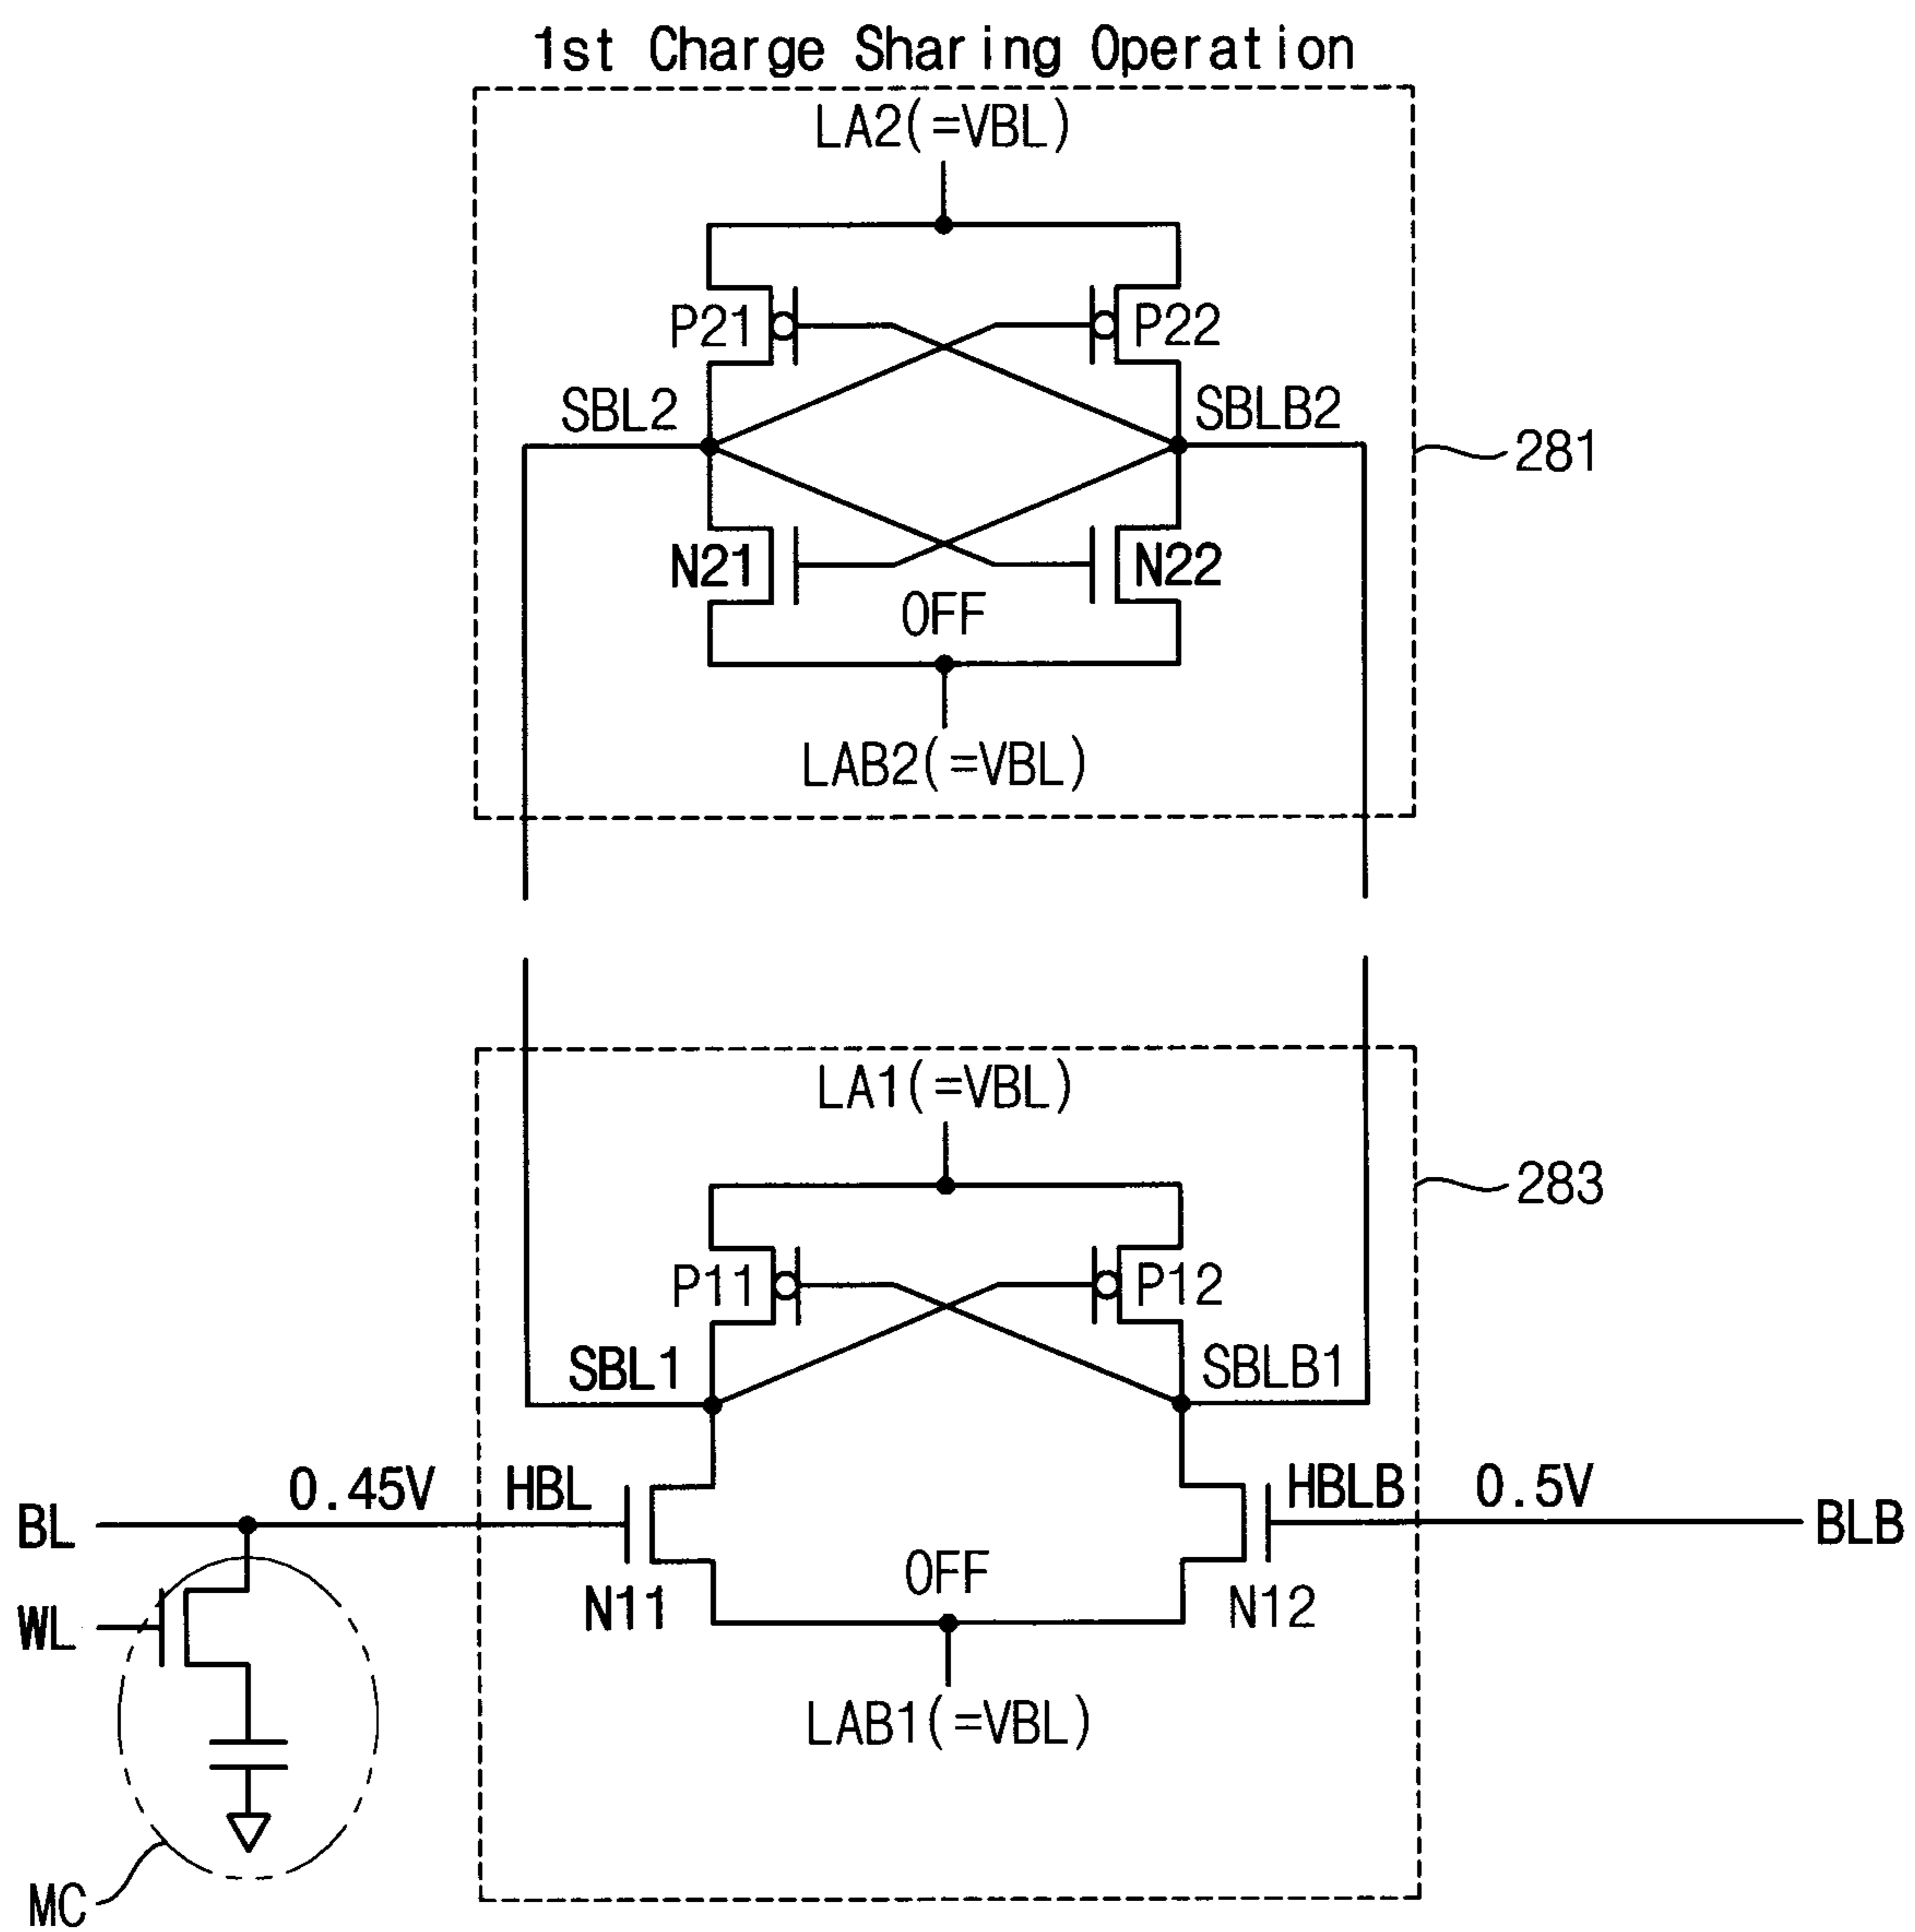 1st Charge Sharing Operation
LA2(=VBL)
P21
P22
SBL2
SBLB2
281
N21
N22
OFF
LAB2(=VBL)
LA1(=VBL)
283
P11
P12
SBL1
SBLB1
BL
0.45V
HBL
HBLB
0.5V
BLB
WL
N11
OFF
N12
LAB1(=VBL)
MC